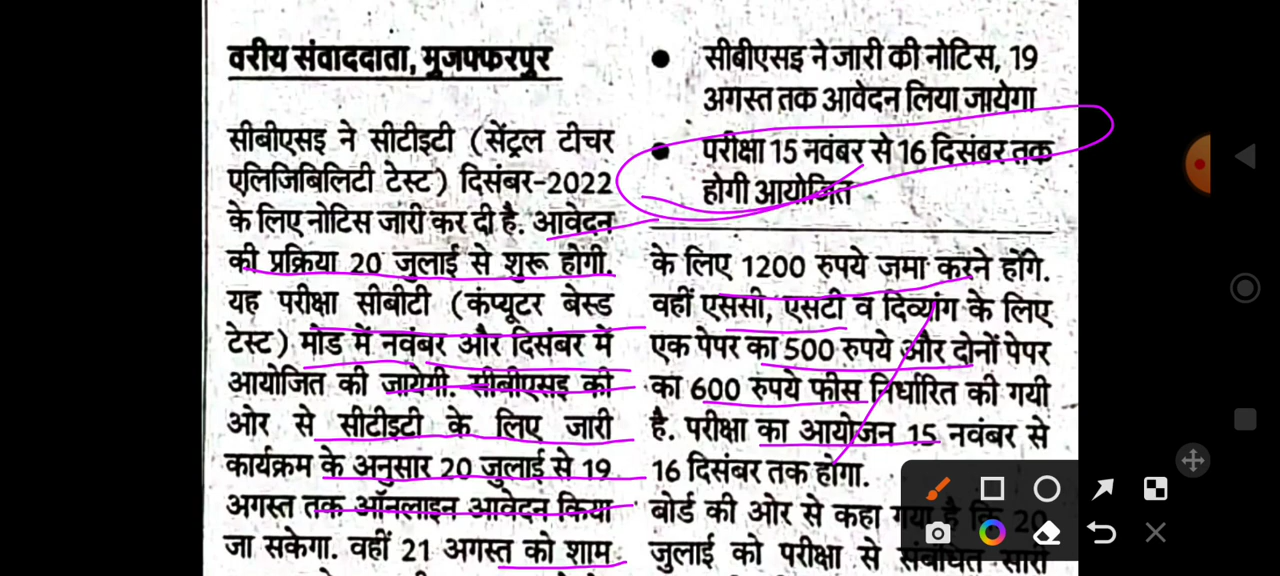 वरीय संवाददाता, मुजफ्फरपुर
सीबीएसइ ने सीटीइटी (सेंट्रल टीचर
एलिजिबिलिटी टेस्ट) दिसंबर-2022
के लिए नोटिस जारी कर दी है. आवेदन
की प्रक्रिया 20 जुलाई से शुरू होगी.
यह परीक्षा सीबीटी (कंप्यूटर बेस्ड
टेस्ट) मोड में नवंबर और दिसंबर में
आयोजित की जायेगी. सीबीएसइ की
ओर से सीटीइटी के लिए जारी
कार्यक्रम के अनुसार 20 जुलाई से 19
अगस्त तक ऑनलाइन आवेदन किया
जा सकेगा. वहीं 21 अगस्त को शाम
• सीबीएसइ ने जारी की नोटिस, 19
अगस्त तक आवेदन लिया जायेगा
• परीक्षा 15 नवंबर से 16 दिसंबर तक
होगी आयोजित
के लिए 1200 रुपये जमा करने होंगे.
वहीं एससी, एसटी व दिव्यांग के लिए
एक पेपर का 500 रुपये और दोनों पेपर
का 600 रुपये फीस निर्धारित की गयी
है. परीक्षा का आयोजन 15 नवंबर से
16 दिसंबर तक होगा.
बोर्ड की ओर से कहा गया है कि 20
जुलाई को परीक्षा से संबंधित सारी